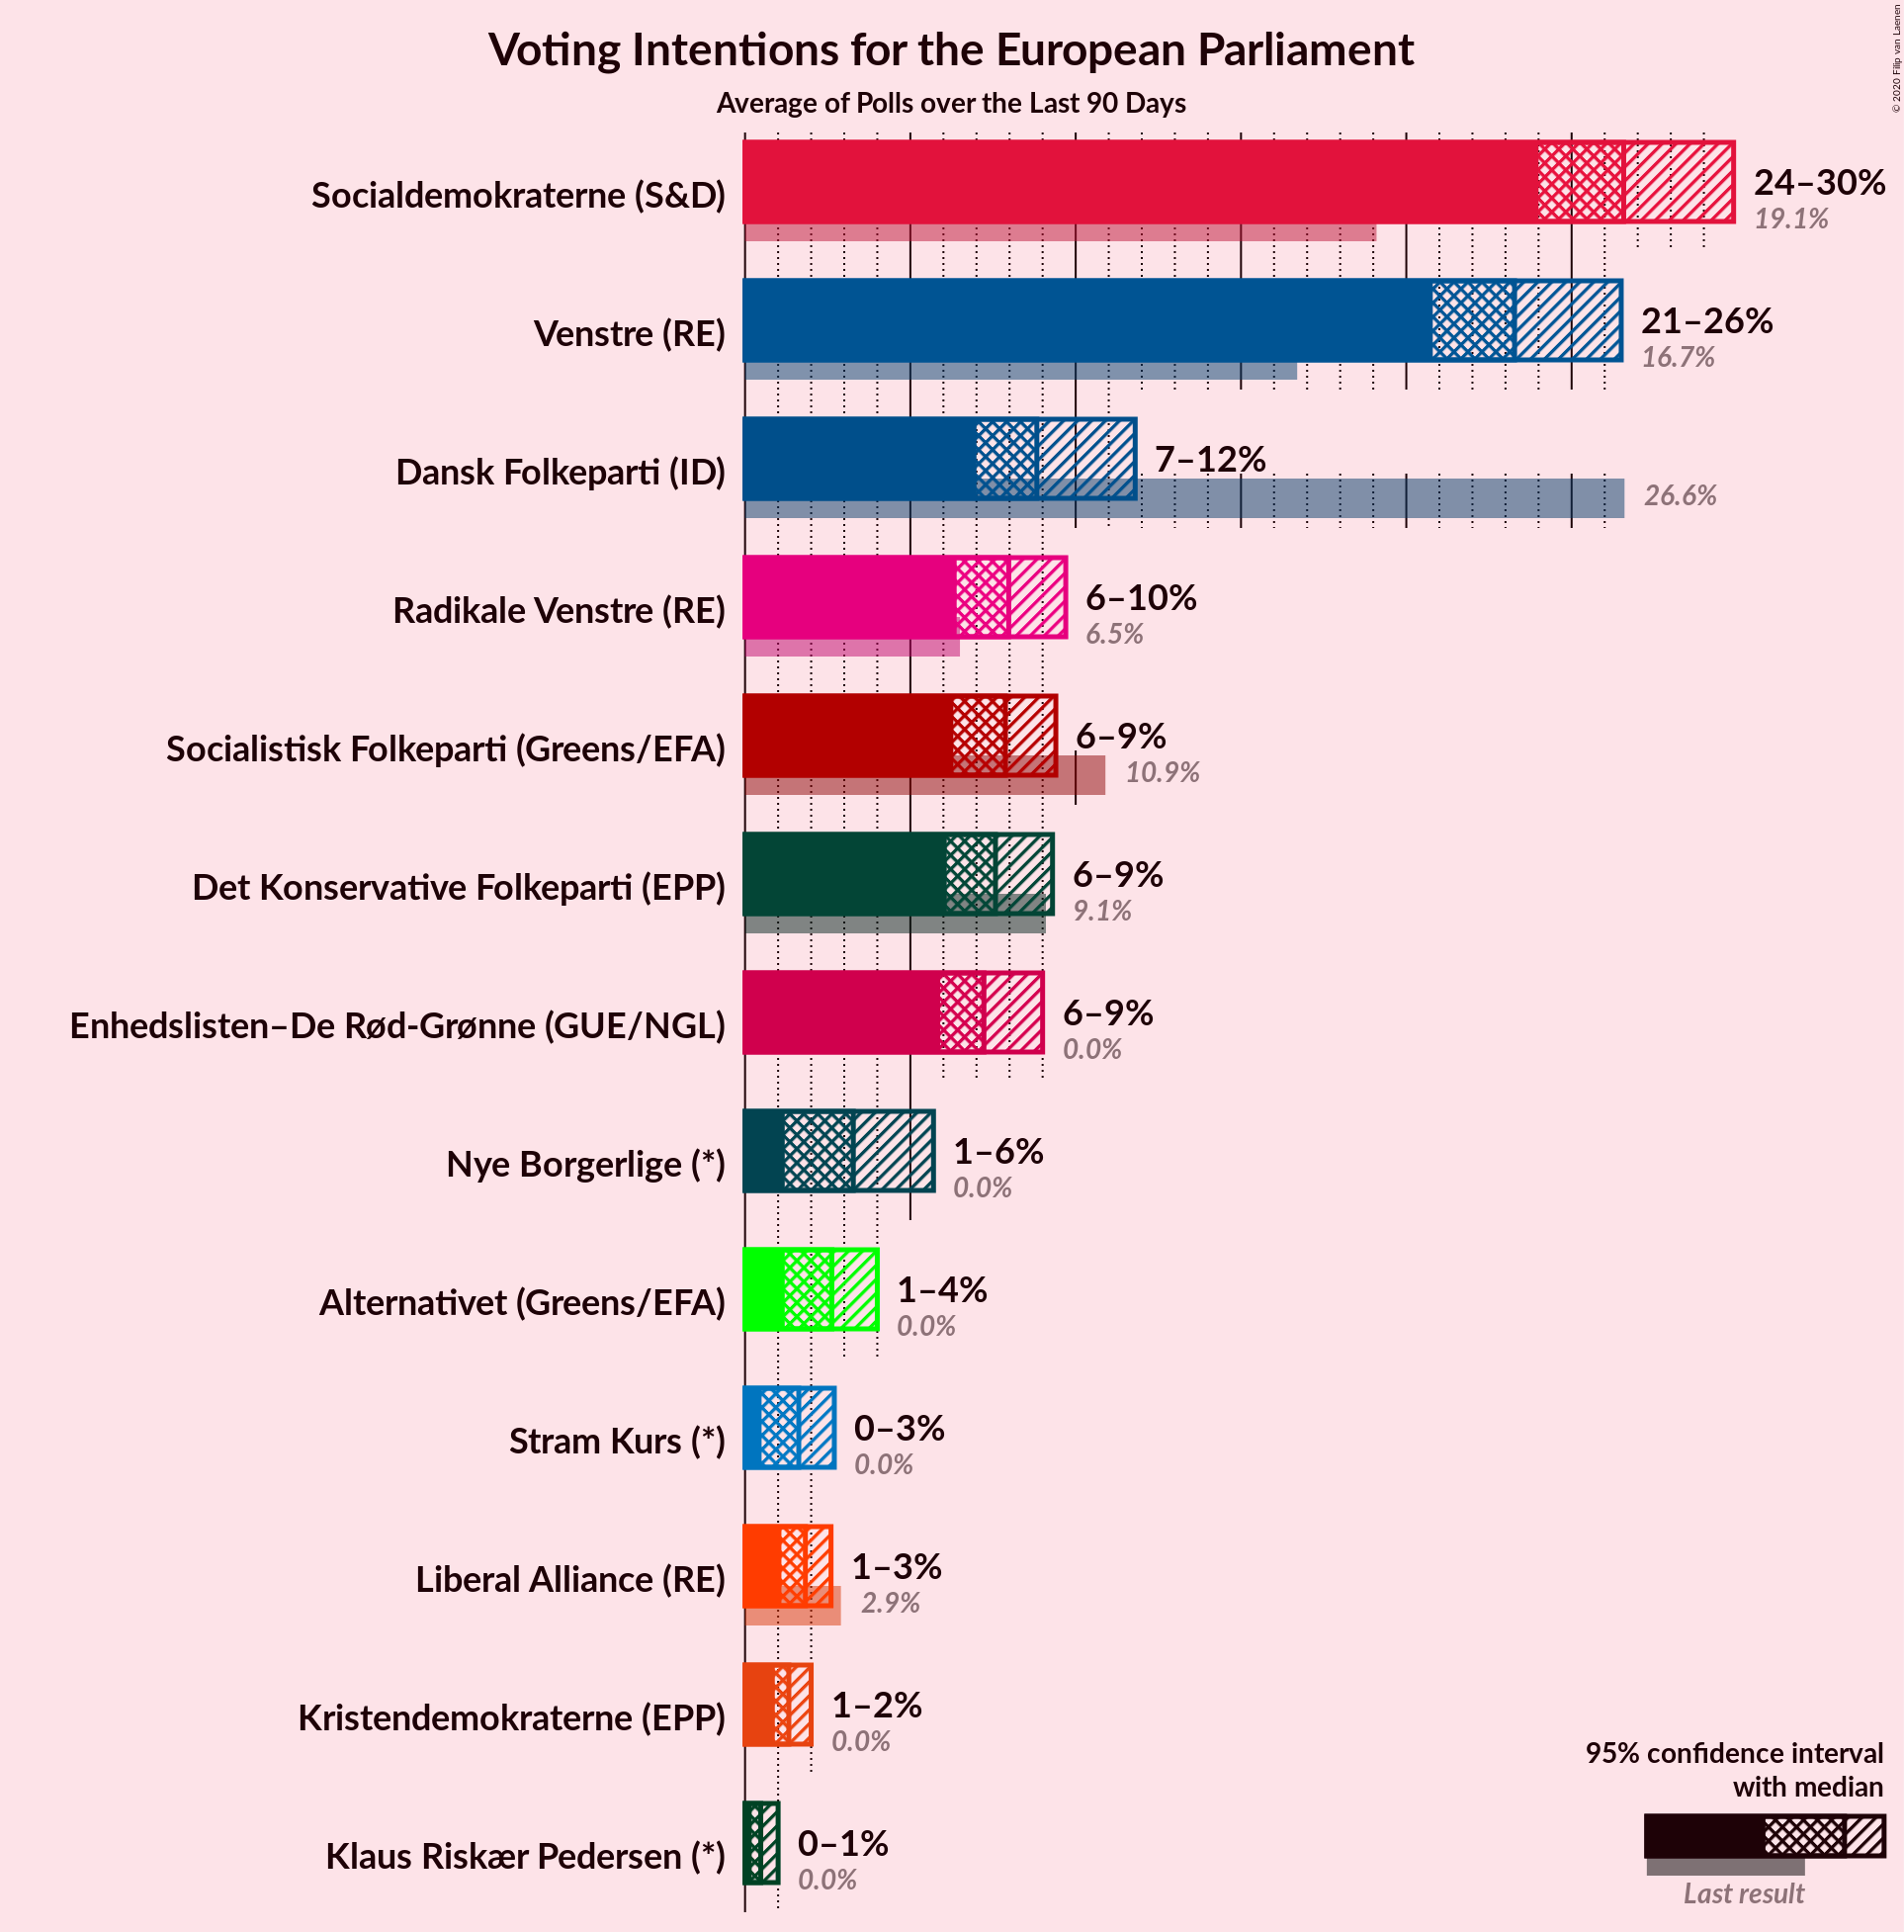 Voting Intentions for the European Parliament
Average of Polls over the Last 90 Days
© 2020 Filip van Laenen
Socialdemokraterne (S&D)
24–30%
19.1%
Venstre (RE)
21–26%
16.7%
Dansk Folkeparti (ID)
7–12%
26.6%
Radikale Venstre (RE)
6–10%
6.5%
Socialistisk Folkeparti (Greens/EFA)
6–9%
10.9%
Det Konservative Folkeparti (EPP)
6–9%
9.1%
Enhedslisten–De Rød-Grønne (GUE/NGL)
6–9%
0.0%
Nye Borgerlige (*)
1–6%
0.0%
Alternativet (Greens/EFA)
1–4%
0.0%
Stram Kurs (*)
0–3%
0.0%
Liberal Alliance (RE)
1–3%
2.9%
Kristendemokraterne (EPP)
1–2%
0.0%
Klaus Riskær Pedersen (*)
0–1%
0.0%
95% confidence interval
with median
Last result